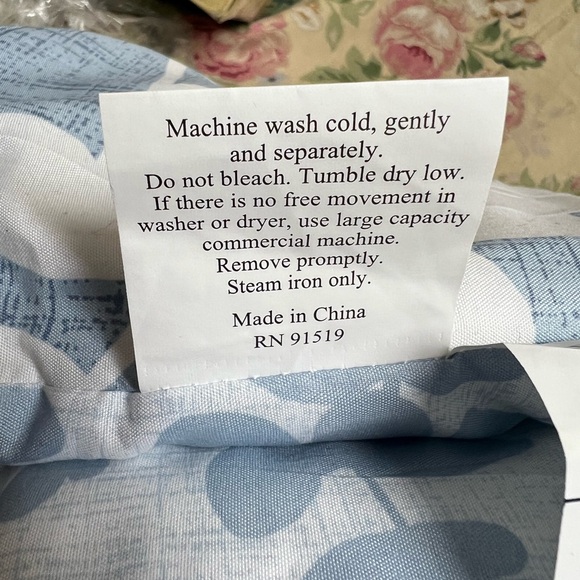 Machine wash cold, gently
and separately.
Do not bleach. Tumble dry low.
If there is no free movement in
washer or dryer, use large capacity
commercial machine.
Remove promptly.
Steam iron only.
Made in China
RN 91519